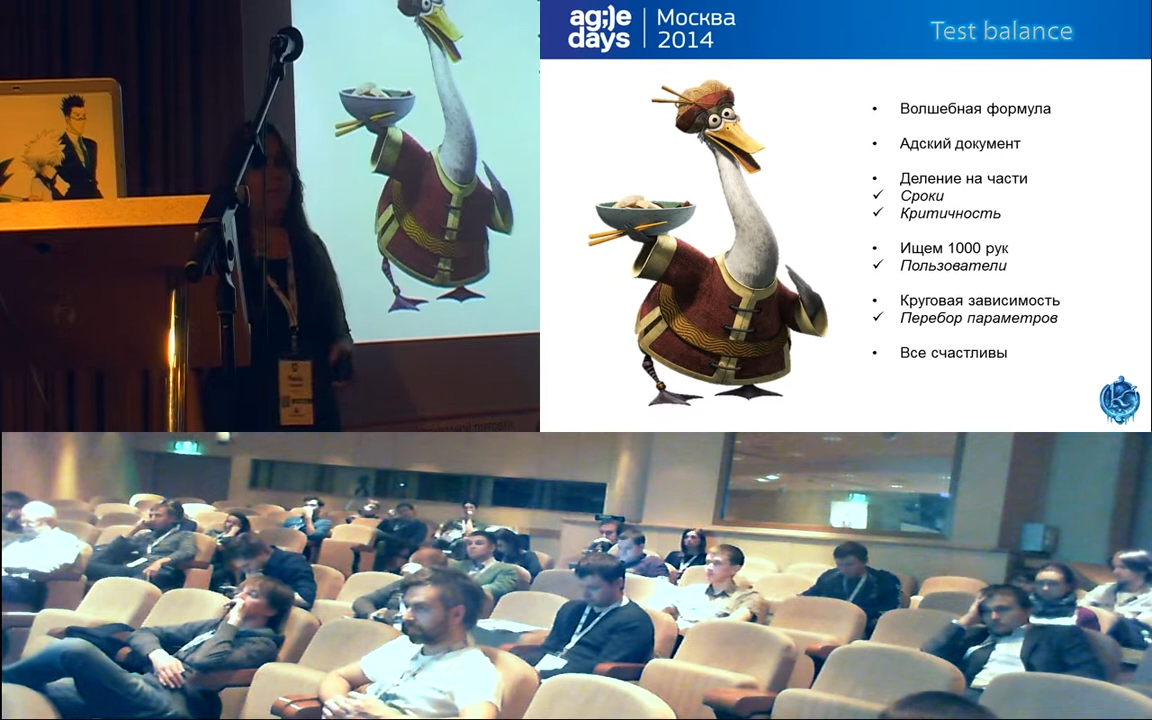 ag;le
days
Москва
2014
Test balance
• Волшебная формула
• Адский документ
• Деление на части
✓ Сроки
✓ Критичность
• Ищем 1000 рук
✓ Пользователи
• Круговая зависимость
✓ Перебор параметров
• Все счастливы